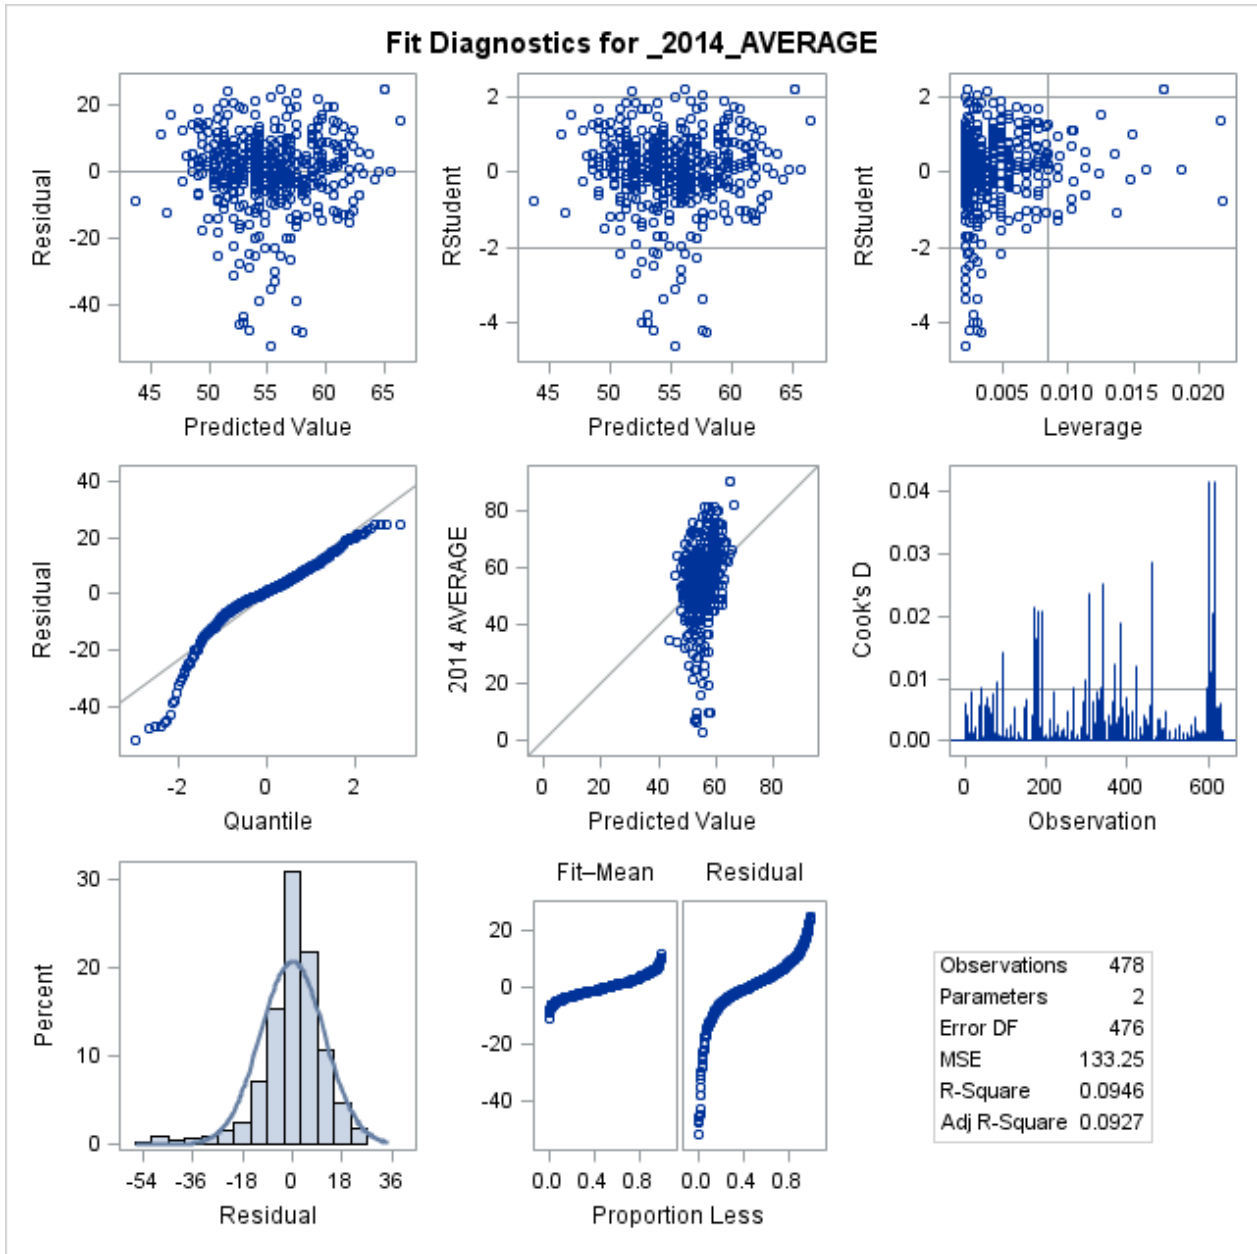 Fit Diagnostics for _2014_AVERAGE
20
0
-20
-40
Residual
45 50 55 60 65
Predicted Value
2
0
-2
-4
RStudent
45 50 55 60 65
Predicted Value
2
0
-2
-4
RStudent
0.005 0.010 0.015 0.020
Leverage
40
20
0
-20
-40
Residual
-2 0 2
Quantile
80
60
40
20
0
2014 AVERAGE
0 20 40 60 80
Predicted Value
0.04
0.03
0.02
0.01
0.00
Cook's D
0 200 400 600
Observation
30
20
10
0
Percent
-54 -36 -18 0 18 36
Residual
Fit–Mean Residual
20
0
-20
-40
0.0 0.4 0.8 0.0 0.4 0.8
Proportion Less
Observations 478
Parameters 2
Error DF 476
MSE 133.25
R-Square 0.0946
Adj R-Square 0.0927